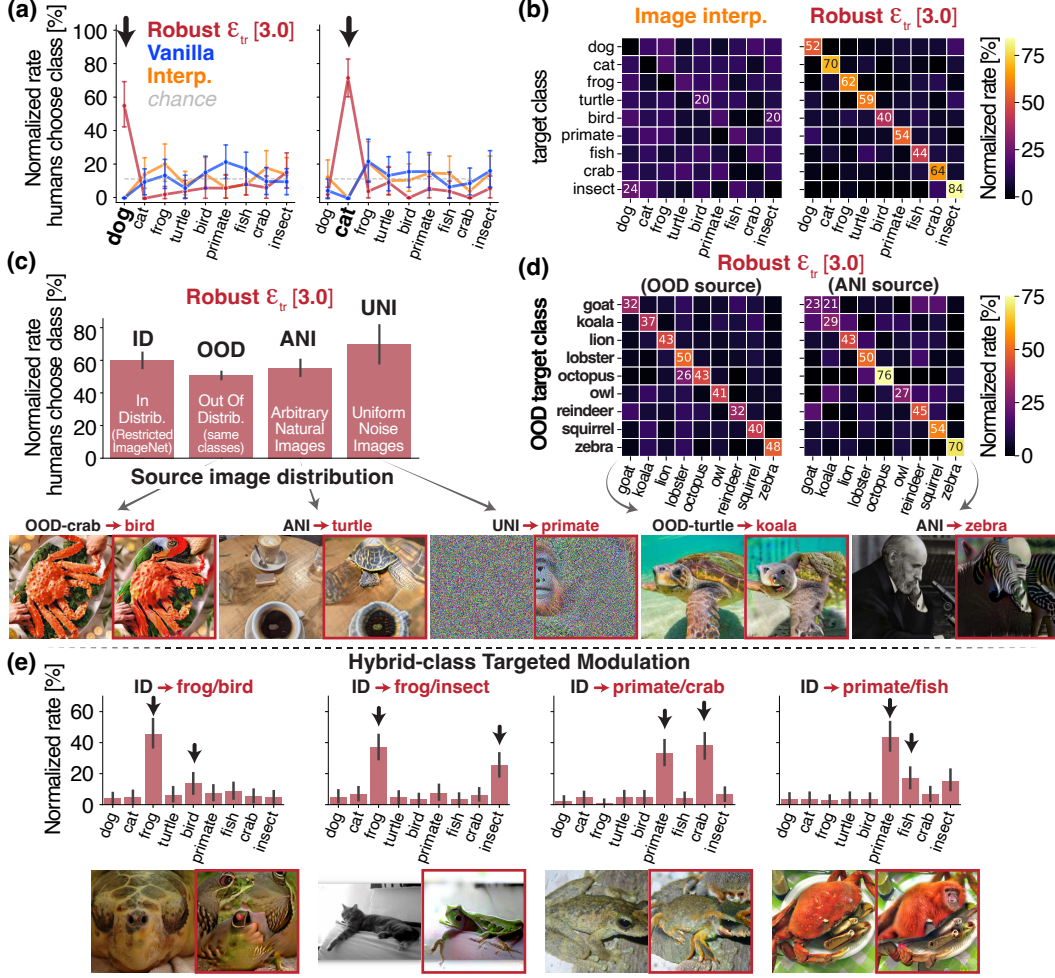 (a)
100
80
60
40
20
0
Normalized rate
humans choose class [%]
Robust ℇtr [3.0]
Vanilla
Interp.
chance
dog
cat
frog
turtle
bird
primate
fish
crab
insect
dog
cat
frog
turtle
bird
primate
fish
crab
insect
(b)
Image interp.
Robust ℇtr [3.0]
target class
dog
cat
frog
turtle
bird
primate
fish
crab
insect
20
20
24
52
70
62
59
40
54
44
64
84
dog
cat
frog
turtle
bird
primate
fish
crab
insect
dog
cat
frog
turtle
bird
primate
fish
crab
insect
75
50
25
0
Normalized rate [%]
(c)
Robust ℇtr [3.0]
Normalized rate
humans choose class [%]
80
60
40
20
0
ID
OOD
ANI
UNI
In
Distrib.
(Restricted
ImageNet)
Out Of
Distrib.
(same
classes)
Arbitrary
Natural
Images
Uniform
Noise
Images
Source image distribution
(d)
Robust ℇtr [3.0]
(OOD source)
(ANI source)
OOD target class
goat
koala
lion
lobster
octopus
owl
reindeer
squirrel
zebra
32
37
43
50
26 43
41
32
40
48
23 21
29
43
50
76
27
45
54
70
goat
koala
lion
lobster
octopus
owl
reindeer
squirrel
zebra
goat
koala
lion
lobster
octopus
owl
reindeer
squirrel
zebra
75
50
25
0
Normalized rate [%]
OOD-crab → bird
ANI → turtle
UNI → primate
OOD-turtle → koala
ANI → zebra
(e)
Hybrid-class Targeted Modulation
Normalized rate [%]
60
40
20
0
ID → frog/bird
ID → frog/insect
ID → primate/crab
ID → primate/fish
dog
cat
frog
turtle
bird
primate
fish
crab
insect
dog
cat
frog
turtle
bird
primate
fish
crab
insect
dog
cat
frog
turtle
bird
primate
fish
crab
insect
dog
cat
frog
turtle
bird
primate
fish
crab
insect